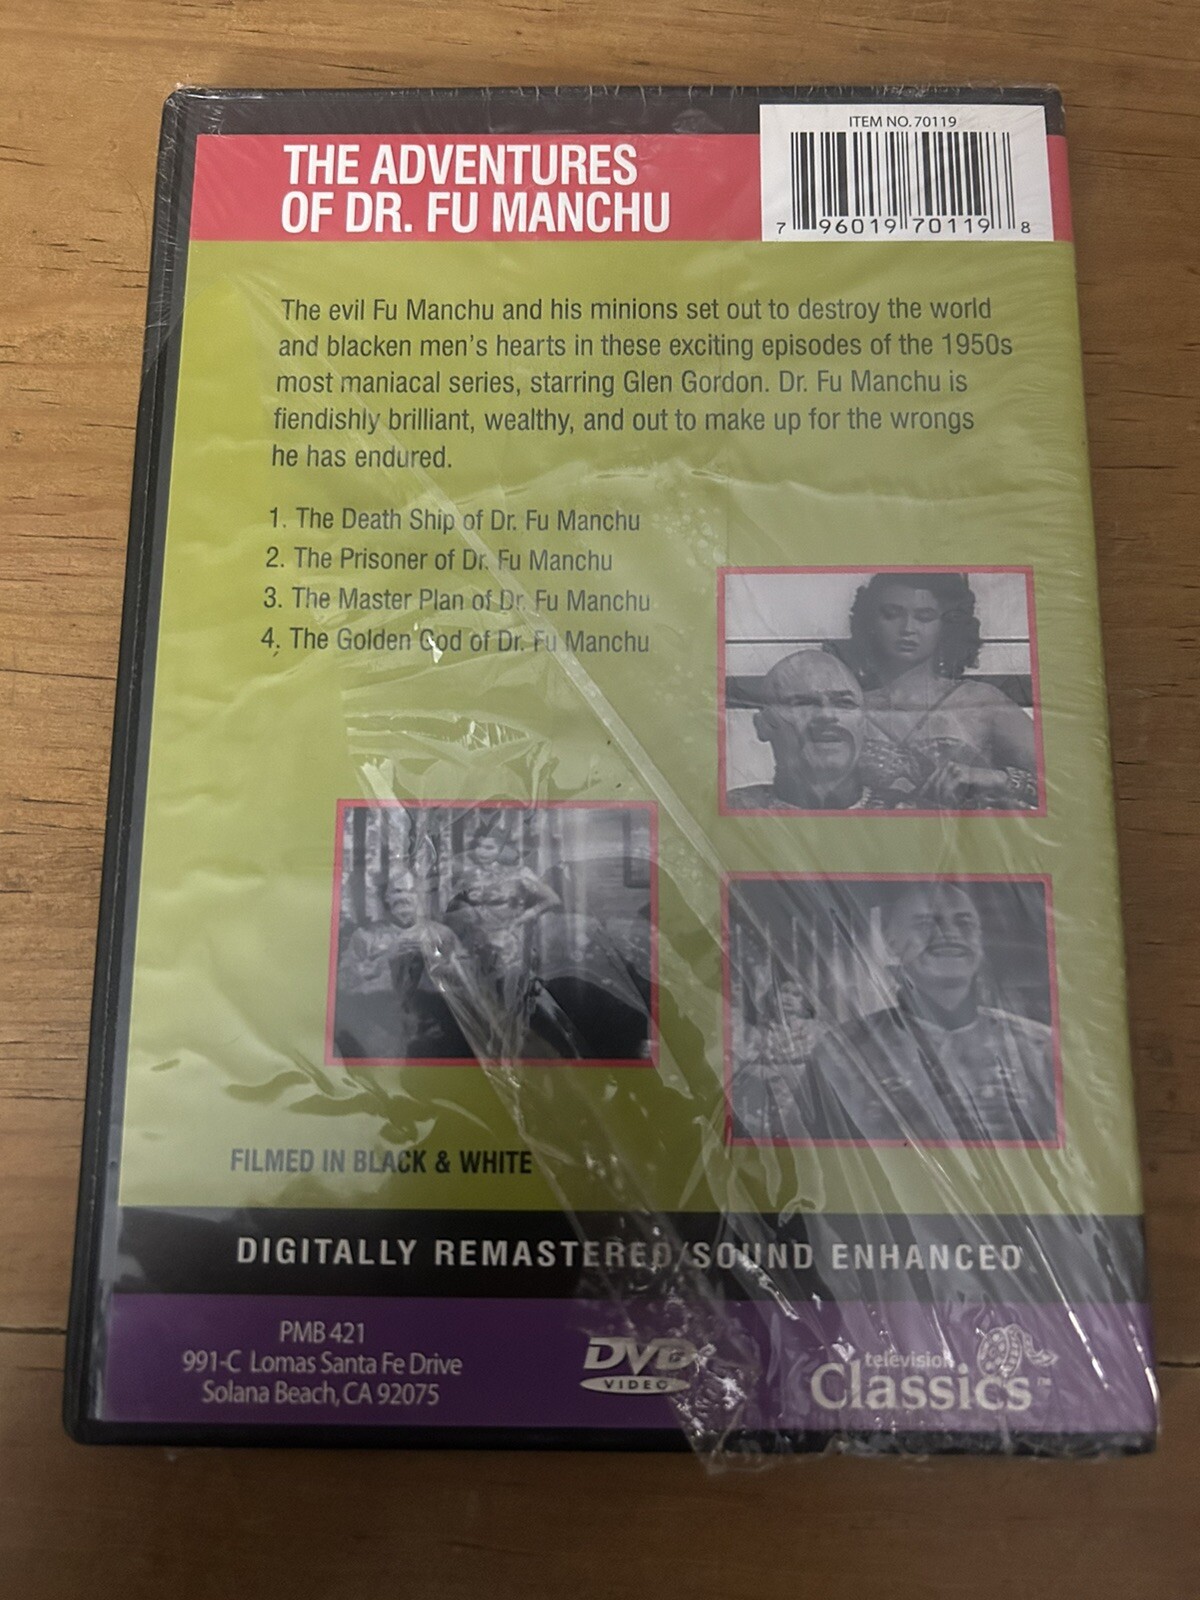 ITEM NO. 70119
7 96019 70119 8
THE ADVENTURES
OF DR. FU MANCHU
The evil Fu Manchu and his minions set out to destroy the world
and blacken men's hearts in these exciting episodes of the 1950s
most maniacal series, starring Glen Gordon. Dr. Fu Manchu is
fiendishly brilliant, wealthy, and out to make up for the wrongs
he has endured.
1. The Death Ship of Dr. Fu Manchu
2. The Prisoner of Dr. Fu Manchu
3. The Master Plan of Dr. Fu Manchu
4. The Golden God of Dr. Fu Manchu
FILMED IN BLACK & WHITE
DIGITALLY REMASTERED/SOUND ENHANCED
PMB 421
991-C Lomas Santa Fe Drive
Solana Beach, CA 92075
DVD
VIDEO
television
Classics™